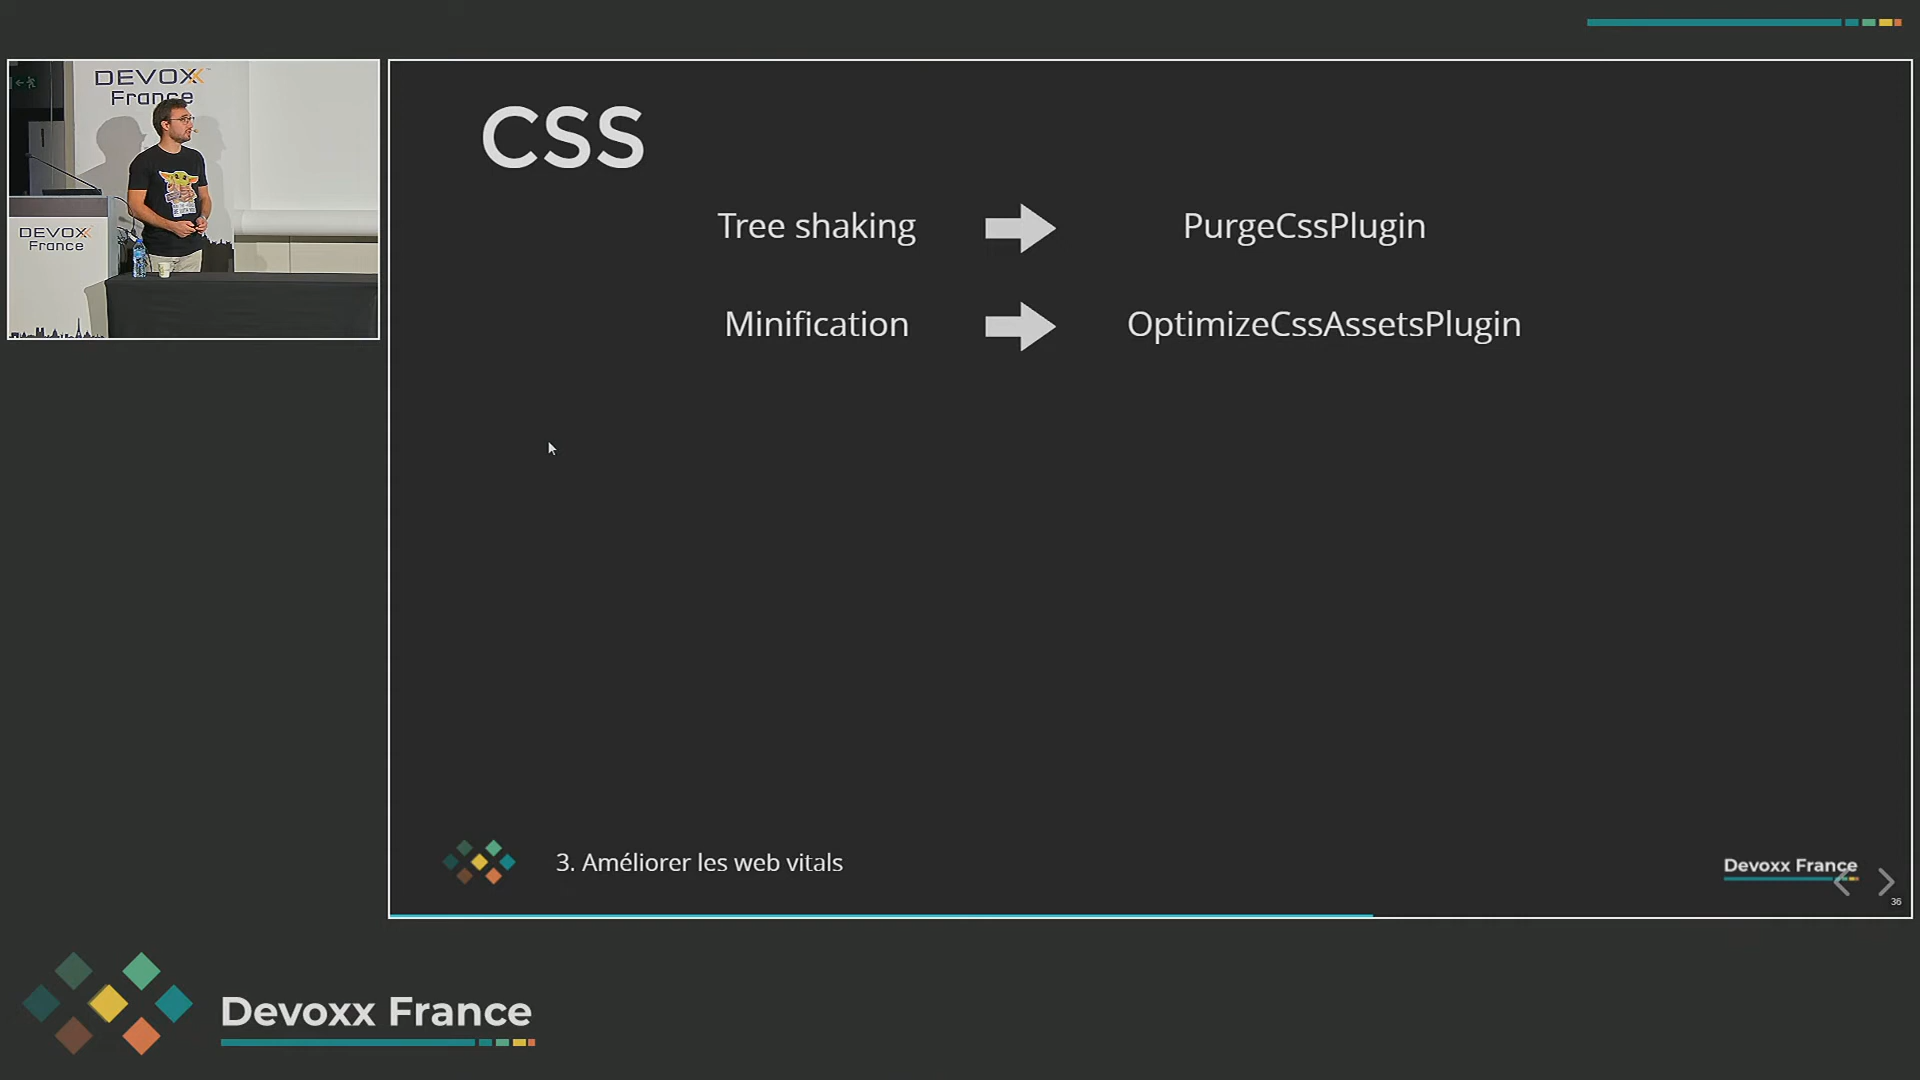 DEVOXX
France
DEVOXX
France
CSS
Tree shaking
PurgeCssPlugin
Minification
OptimizeCssAssetsPlugin
3. Améliorer les web vitals
Devoxx France
36
Devoxx France